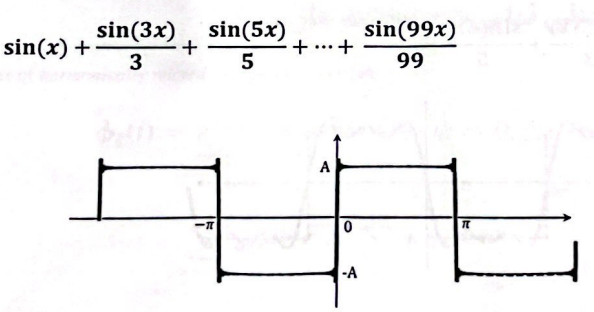 sin(x) + sin(3x)/3 + sin(5x)/5 + ⋯ + sin(99x)/99
A
−π 0 π
-A